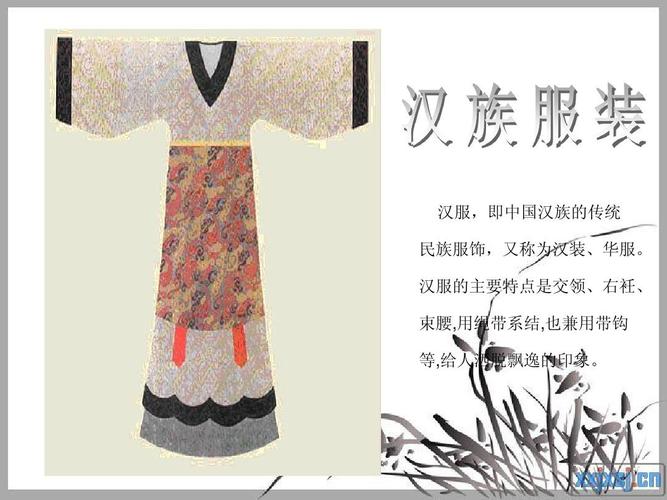 汉族服装
汉服，即中国汉族的传统
民族服饰，又称为汉装、华服。
汉服的主要特点是交领、右衽、
束腰,用绳带系结,也兼用带钩
等,给人洒脱飘逸的印象。
xxjxsj.cn